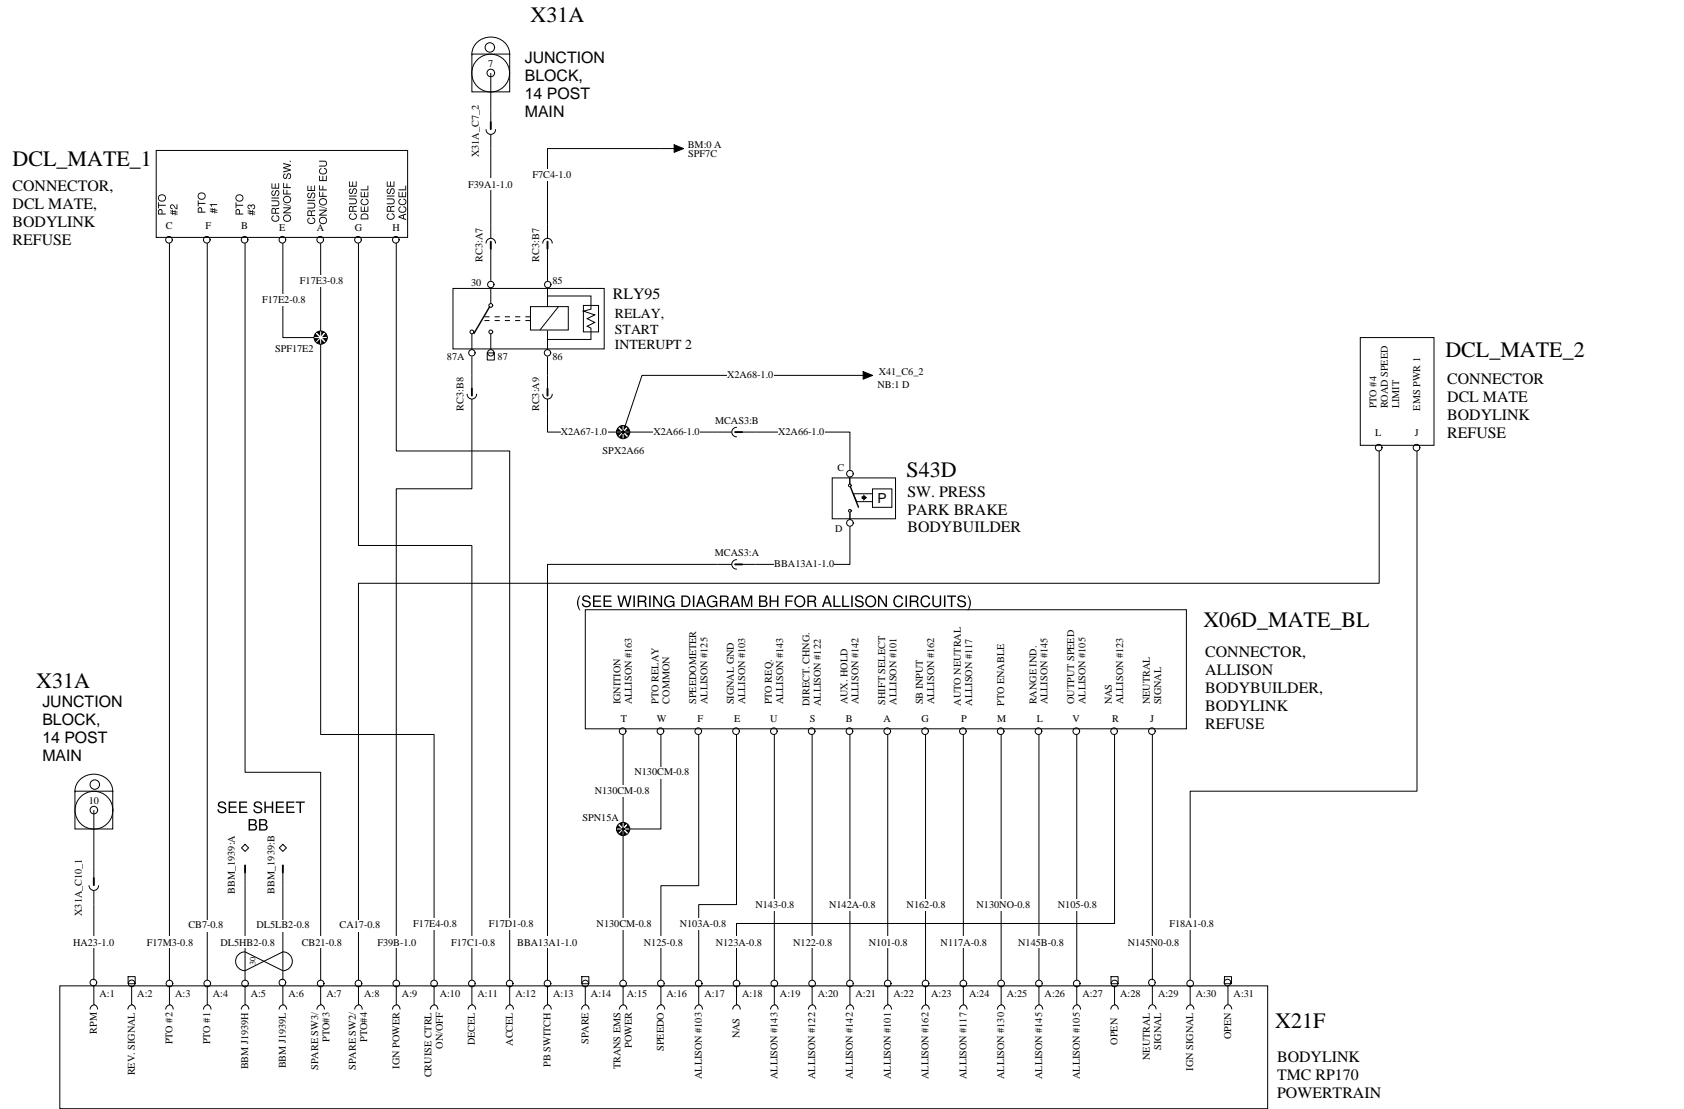 X31A
7
JUNCTION
BLOCK,
14 POST
MAIN
X31A_C7_2
F39A1-1.0
RC3:A7
BM:0 A
SPF7C
F7C4-1.0
RC3:B7
DCL_MATE_1
CONNECTOR,
DCL MATE,
BODYLINK
REFUSE
PTO
#2
PTO
#1
PTO
#3
CRUISE
ON/OFF SW.
CRUISE
ON/OFF ECU
CRUISE
DECEL
CRUISE
ACCEL
C
F
B
E
A
G
H
F17E3-0.8
F17E2-0.8
SPF17E2
30
85
RLY95
RELAY,
START
INTERUPT 2
87A
87
86
RC3:B8
RC3:A9
X2A68-1.0
X41_C6_2
NB:1 D
X2A67-1.0
SPX2A66
X2A66-1.0
MCAS3:B
X2A66-1.0
C
P
D
S43D
SW. PRESS
PARK BRAKE
BODYBUILDER
MCAS3:A
BBA13A1-1.0
PTO #4
ROAD SPEED
LIMIT
EMS PWR 1
L
J
DCL_MATE_2
CONNECTOR
DCL MATE
BODYLINK
REFUSE
(SEE WIRING DIAGRAM BH FOR ALLISON CIRCUITS)
IGNITION
ALLISON #163
PTO RELAY
COMMON
SPEEDOMETER
ALLISON #125
SIGNAL GND
ALLISON #103
PTO REQ.
ALLISON #143
DIRECT. CHNG.
ALLISON #122
AUX. HOLD
ALLISON #142
SHIFT SELECT
ALLISON #101
SB INPUT
ALLISON #162
AUTO NEUTRAL
ALLISON #117
PTO ENABLE
RANGE IND.
ALLISON #145
OUTPUT SPEED
ALLISON #105
NAS
ALLISON #123
NEUTRAL
SIGNAL
T
W
F
E
U
S
B
A
G
P
M
L
V
R
J
X06D_MATE_BL
CONNECTOR,
ALLISON
BODYBUILDER,
BODYLINK
REFUSE
N130CM-0.8
N130CM-0.8
SPN15A
X31A
JUNCTION
BLOCK,
14 POST
MAIN
10
X31A_C10_1
SEE SHEET
BB
BBM_1939:A
BBM_1939:B
30
HA23-1.0
F17M3-0.8
CB7-0.8
DL5HB2-0.8
DL5LB2-0.8
CB21-0.8
CA17-0.8
F39B-1.0
F17E4-0.8
F17C1-0.8
F17D1-0.8
BBA13A1-1.0
N130CM-0.8
N125-0.8
N103A-0.8
N123A-0.8
N143-0.8
N122-0.8
N142A-0.8
N101-0.8
N162-0.8
N117A-0.8
N130NO-0.8
N145B-0.8
N105-0.8
N145N0-0.8
F18A1-0.8
A:1
A:2
A:3
A:4
A:5
A:6
A:7
A:8
A:9
A:10
A:11
A:12
A:13
A:14
A:15
A:16
A:17
A:18
A:19
A:20
A:21
A:22
A:23
A:24
A:25
A:26
A:27
A:28
A:29
A:30
A:31
RPM
REV. SIGNAL
PTO #2
PTO #1
BBM J1939H
BBM J1939L
SPARE SW3/
PTO#3
SPARE SW2/
PTO#4
IGN POWER
CRUISE CTRL
ON/OFF
DECEL
ACCEL
PB SWITCH
SPARE
TRANS EMS
POWER
SPEEDO
ALLISON #103
NAS
ALLISON #143
ALLISON #122
ALLISON #142
ALLISON #101
ALLISON #162
ALLISON #117
ALLISON #130
ALLISON #145
ALLISON #105
OPEN
NEUTRAL
SIGNAL
IGN SIGNAL
OPEN
X21F
BODYLINK
TMC RP170
POWERTRAIN